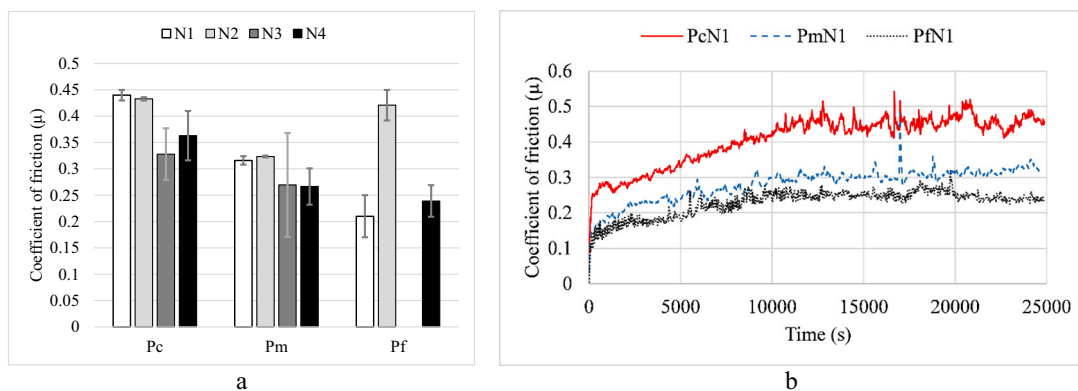 N1 N2 N3 N4
Coefficient of friction (μ)
0.5
0.45
0.4
0.35
0.3
0.25
0.2
0.15
0.1
0.05
0
Pc Pm Pf
a
PcN1 PmN1 PfN1
Coefficient of friction (μ)
0.6
0.5
0.4
0.3
0.2
0.1
0
0 5000 10000 15000 20000 25000
Time (s)
b